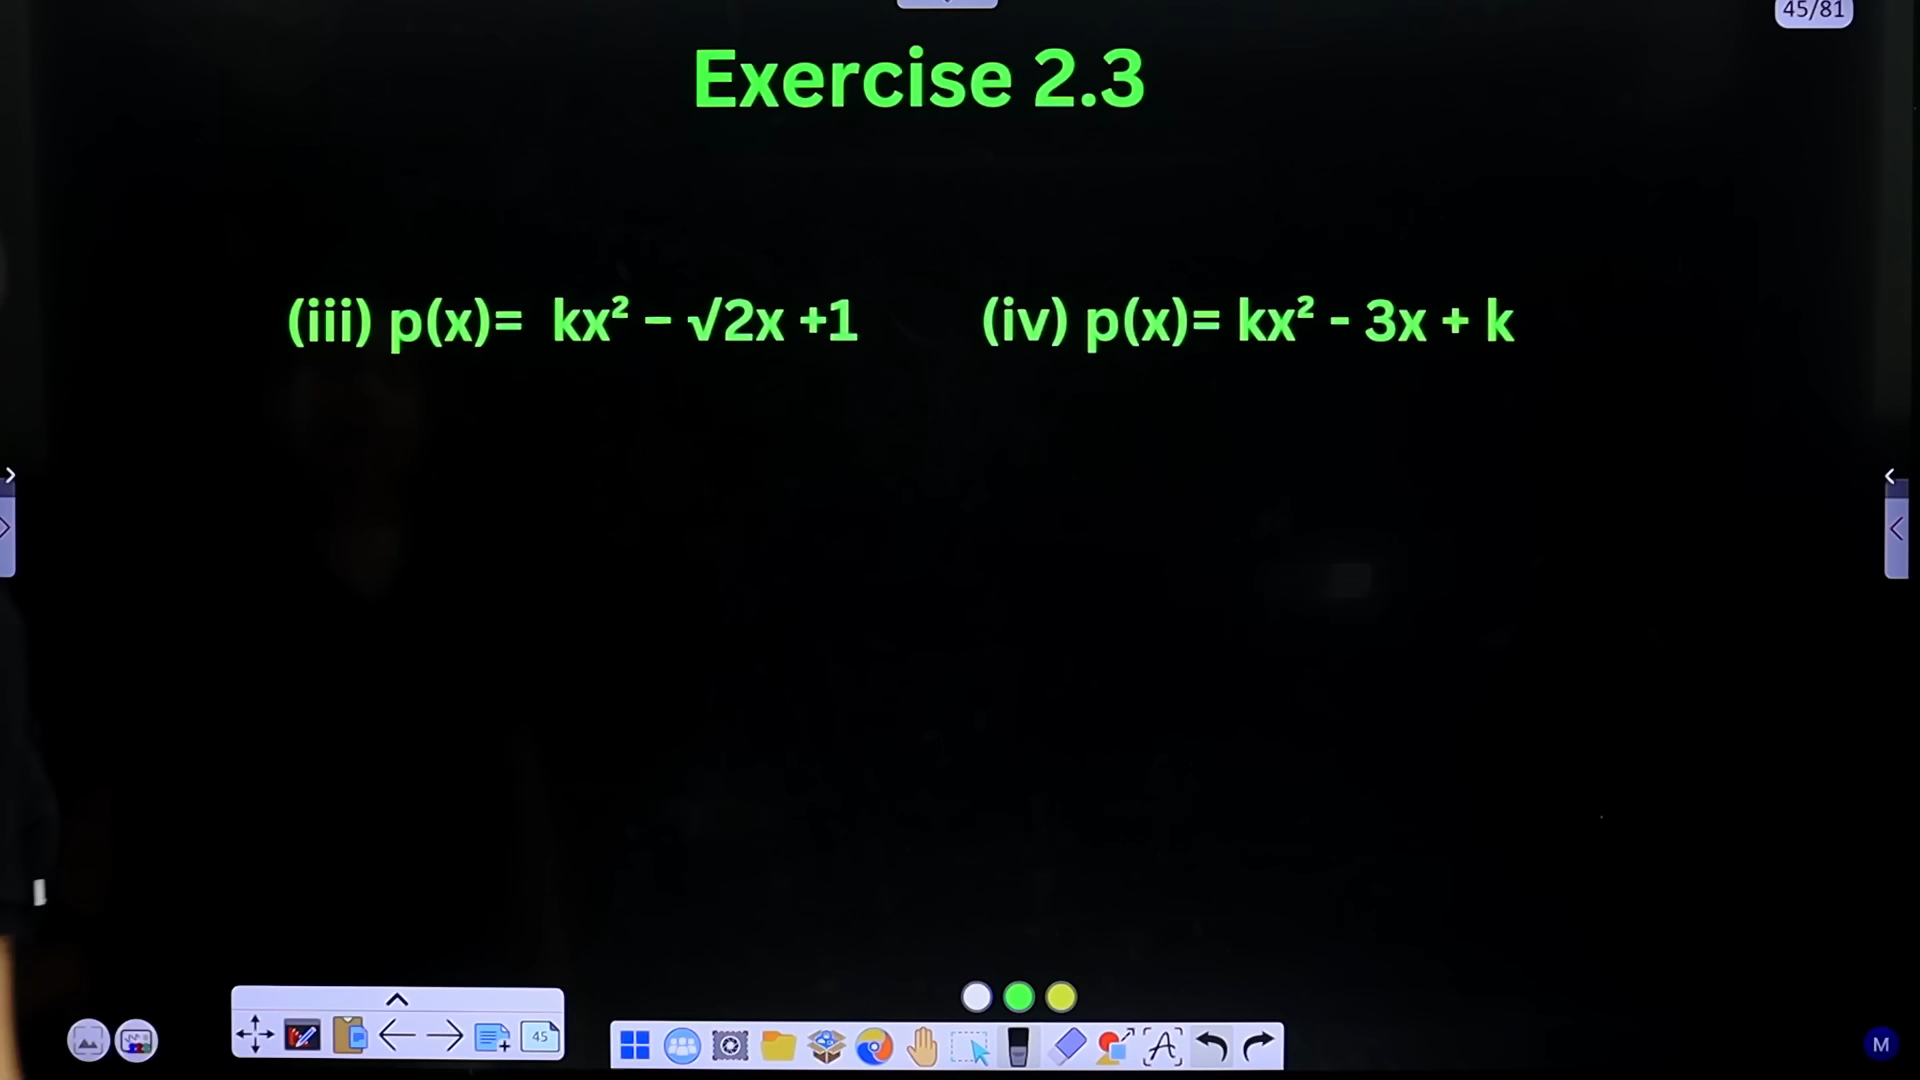 45/81
Exercise 2.3
(iii) p(x)= kx² – √2x +1 (iv) p(x)= kx² - 3x + k
45
M